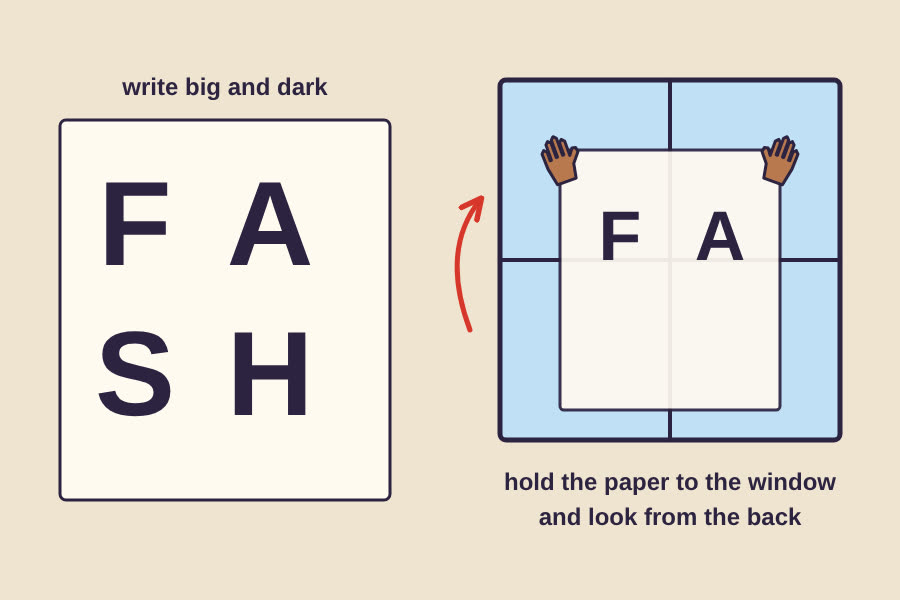 write big and dark
F A
S H
F A
hold the paper to the window
and look from the back